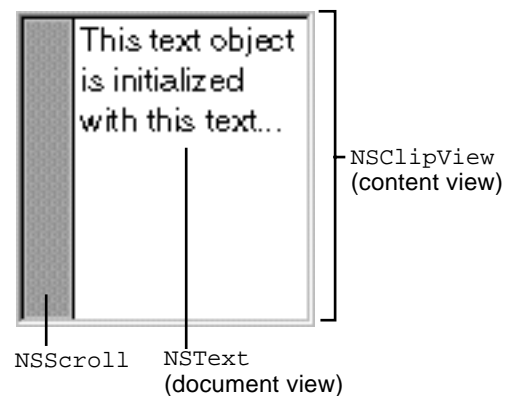 This text object
is initialized
with this text...
NSClipView
(content view)
NSScroll
NSText
(document view)